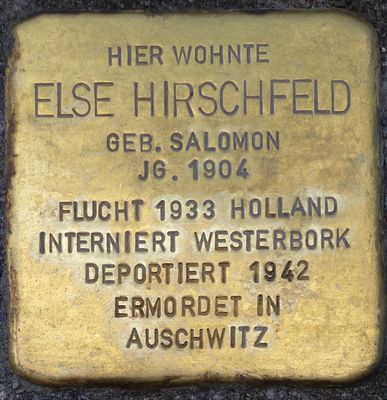 HIER WOHNTE
ELSE HIRSCHFELD
GEB. SALOMON
JG. 1904
FLUCHT 1933 HOLLAND
INTERNIERT WESTERBORK
DEPORTIERT 1942
ERMORDET IN
AUSCHWITZ